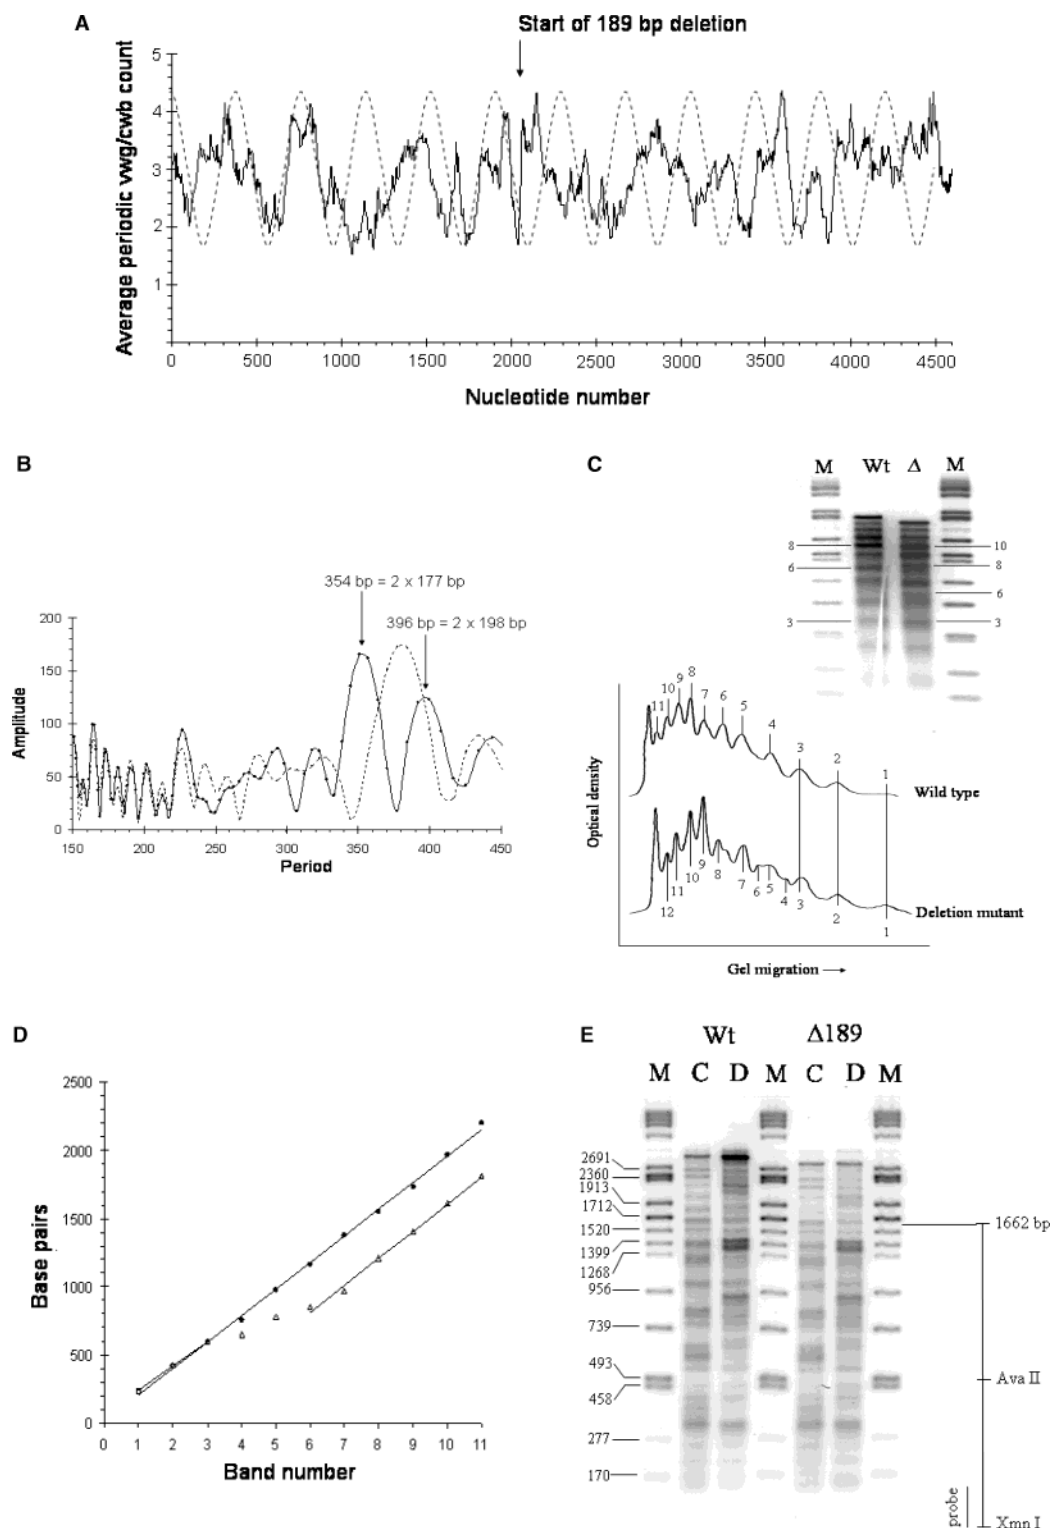 A
Start of 189 bp deletion
Average periodic vwg/cwb count
5
4
3
2
1
0 500 1000 1500 2000 2500 3000 3500 4000 4500
Nucleotide number
B
354 bp = 2 x 177 bp
396 bp = 2 x 198 bp
Amplitude
200
150
100
50
0
150 200 250 300 350 400 450
Period
C
M Wt Δ M
8 10
6 8
6
3 3
Optical density
11 10 9 8 7 6 5 4 3 2 1
Wild type
12 11 10 9 8 7 6 5 4 3 2 1
Deletion mutant
Gel migration
D
Base pairs
2500
2000
1500
1000
500
0
0 1 2 3 4 5 6 7 8 9 10 11
Band number
E
Wt Δ189
M C D M C D M
2691
2360
1913
1712
1520
1399
1268
956
739
493
458
277
170
1662 bp
Ava II
probe
Xmn I